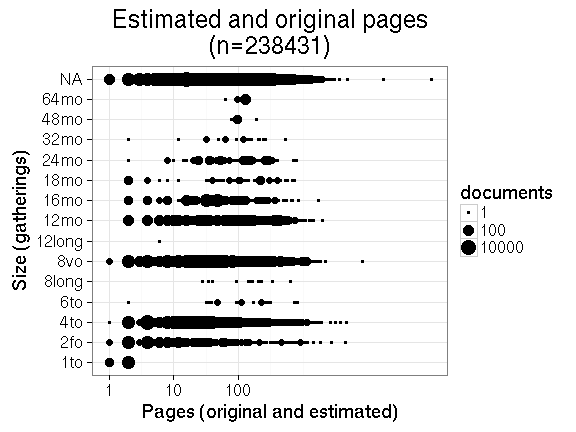 Estimated and original pages
(n=238431)
NA
64mo
48mo
32mo
24mo
18mo
16mo
12mo
12long
8vo
8long
6to
4to
2fo
1to
Size (gatherings)
1 10 100
Pages (original and estimated)
documents
1
100
10000